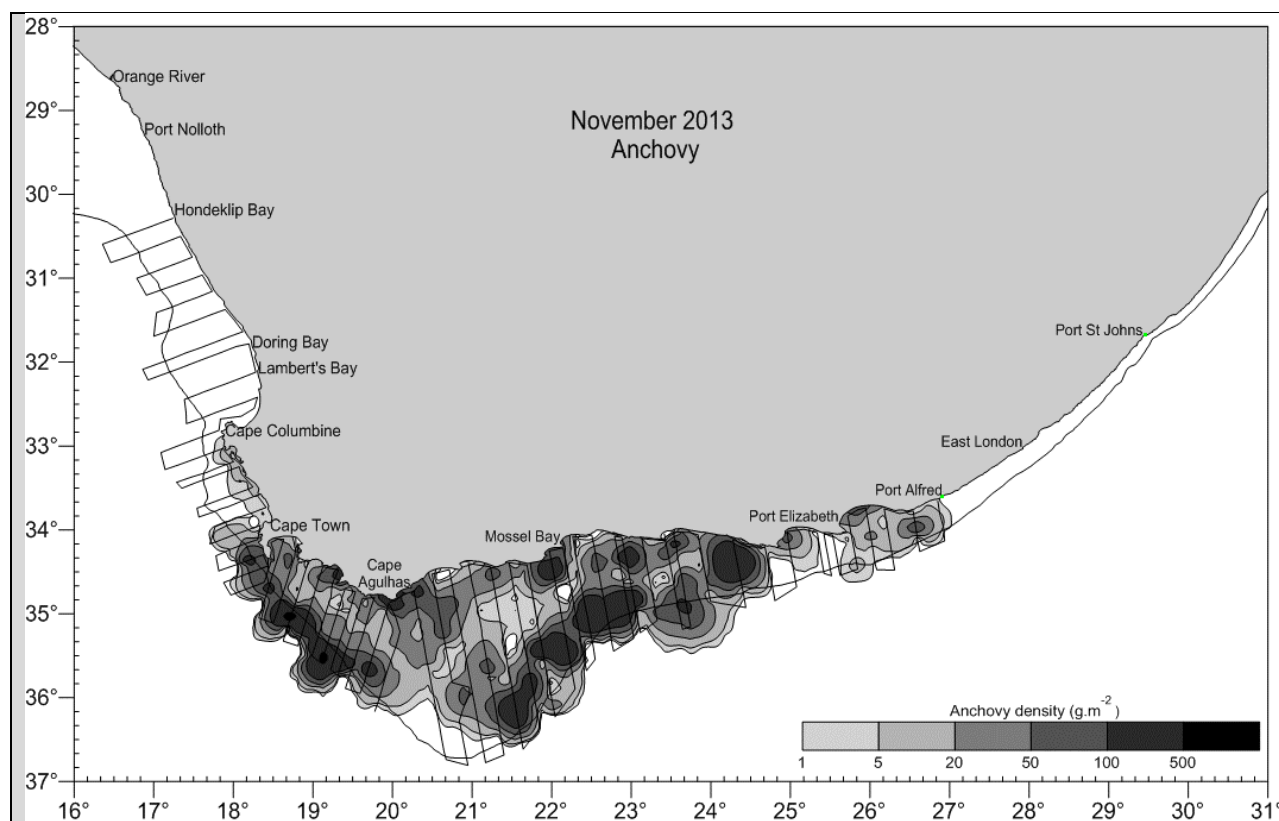 28°
29°
30°
31°
32°
33°
34°
35°
36°
37°
Orange River
Port Nolloth
Hondeklip Bay
Doring Bay
Lambert's Bay
Cape Columbine
Cape Town
Cape
Agulhas
Mossel Bay
Port Elizabeth
Port Alfred
East London
Port St Johns
November 2013
Anchovy
Anchovy density (g.m⁻²)
1 5 20 50 100 500
16° 17° 18° 19° 20° 21° 22° 23° 24° 25° 26° 27° 28° 29° 30° 31°